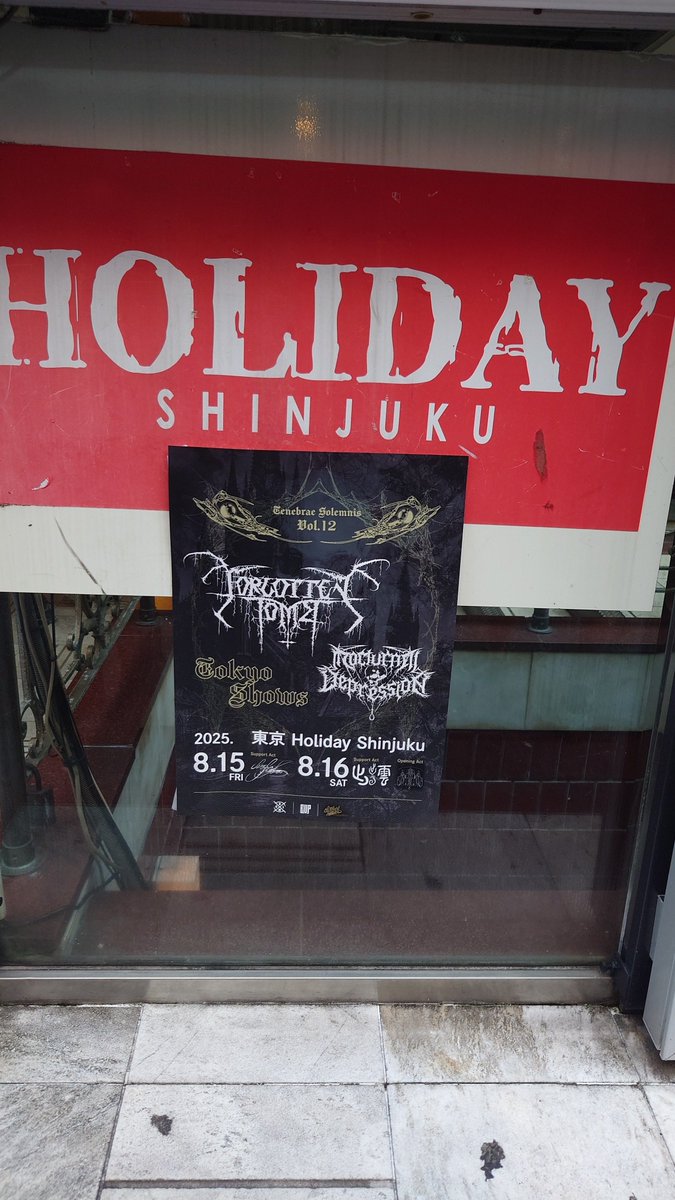 HOLIDAY
SHINJUKU
Tenebrae Solemnis
Vol.12
FORGOTTEN
TOMB
Tokyo
Shows
NOCTURNAL
DEPRESSION
2025. 東京 Holiday Shinjuku
8.15 FRI Support Act
8.16 SAT Support Act Opening Act